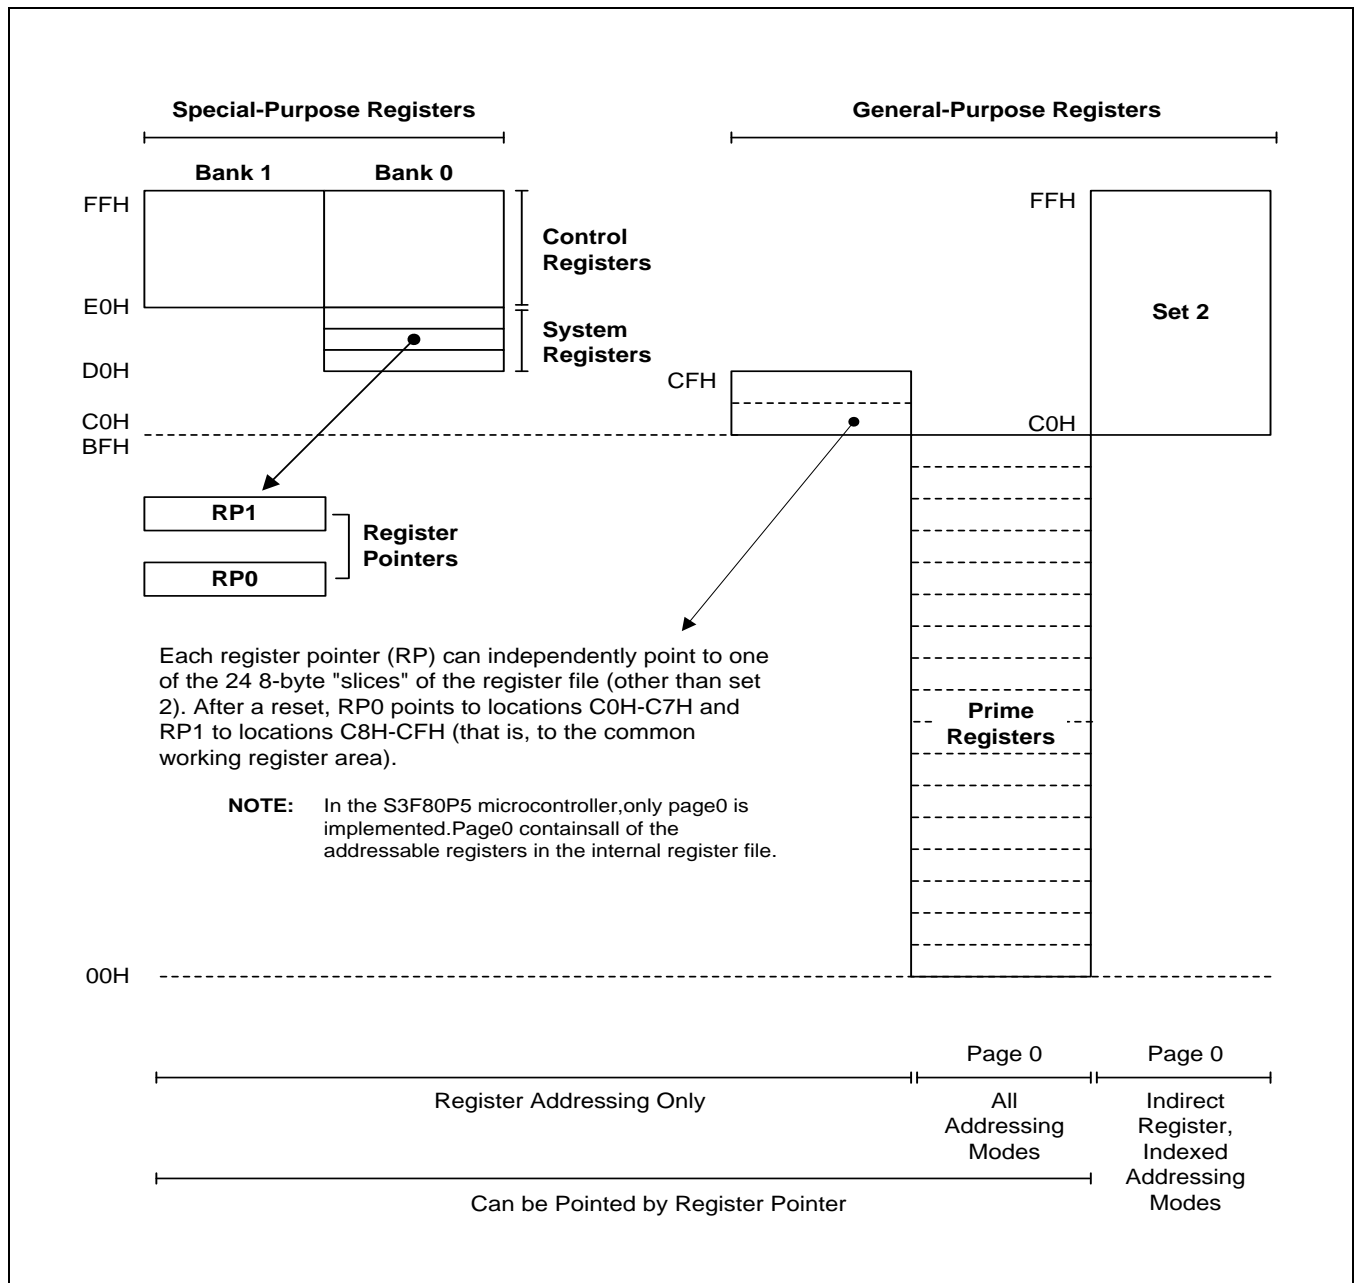 Special-Purpose Registers
General-Purpose Registers
Bank 1
Bank 0
FFH
FFH
Control
Registers
E0H
Set 2
System
Registers
D0H
CFH
C0H
C0H
BFH
RP1
Register
Pointers
RP0
Each register pointer (RP) can independently point to one
of the 24 8-byte "slices" of the register file (other than set
2). After a reset, RP0 points to locations C0H-C7H and
RP1 to locations C8H-CFH (that is, to the common
working register area).
Prime
Registers
NOTE: In the S3F80P5 microcontroller,only page0 is
implemented.Page0 containsall of the
addressable registers in the internal register file.
00H
Page 0
Page 0
Register Addressing Only
All
Addressing
Modes
Indirect
Register,
Indexed
Addressing
Modes
Can be Pointed by Register Pointer